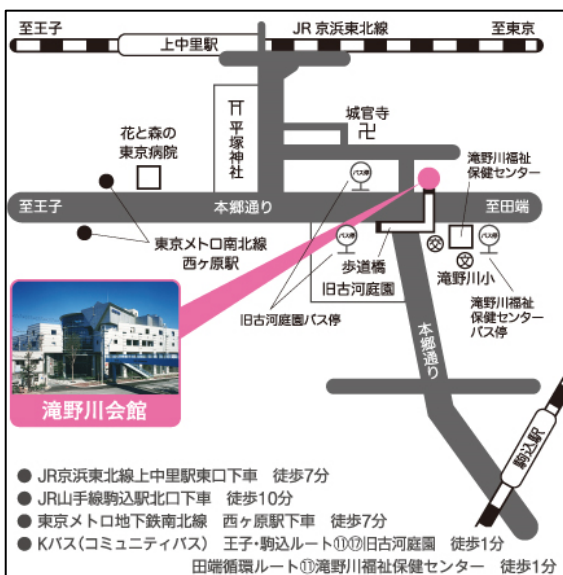 至王子
JR 京浜東北線
至東京
上中里駅
花と森の
東京病院
平塚神社
城官寺
バス停
滝野川福祉
保健センター
至王子
本郷通り
至田端
東京メトロ南北線
西ヶ原駅
バス停
歩道橋
旧古河庭園
文
文
滝野川小
バス停
旧古河庭園バス停
滝野川福祉
保健センター
バス停
本郷通り
駒込駅
滝野川会館
● JR京浜東北線上中里駅東口下車 徒歩7分
● JR山手線駒込駅北口下車 徒歩10分
● 東京メトロ地下鉄南北線 西ヶ原駅下車 徒歩7分
● Kバス(コミュニティバス) 王子・駒込ルート⑪⑰旧古河庭園 徒歩1分
田端循環ルート⑪滝野川福祉保健センター 徒歩1分